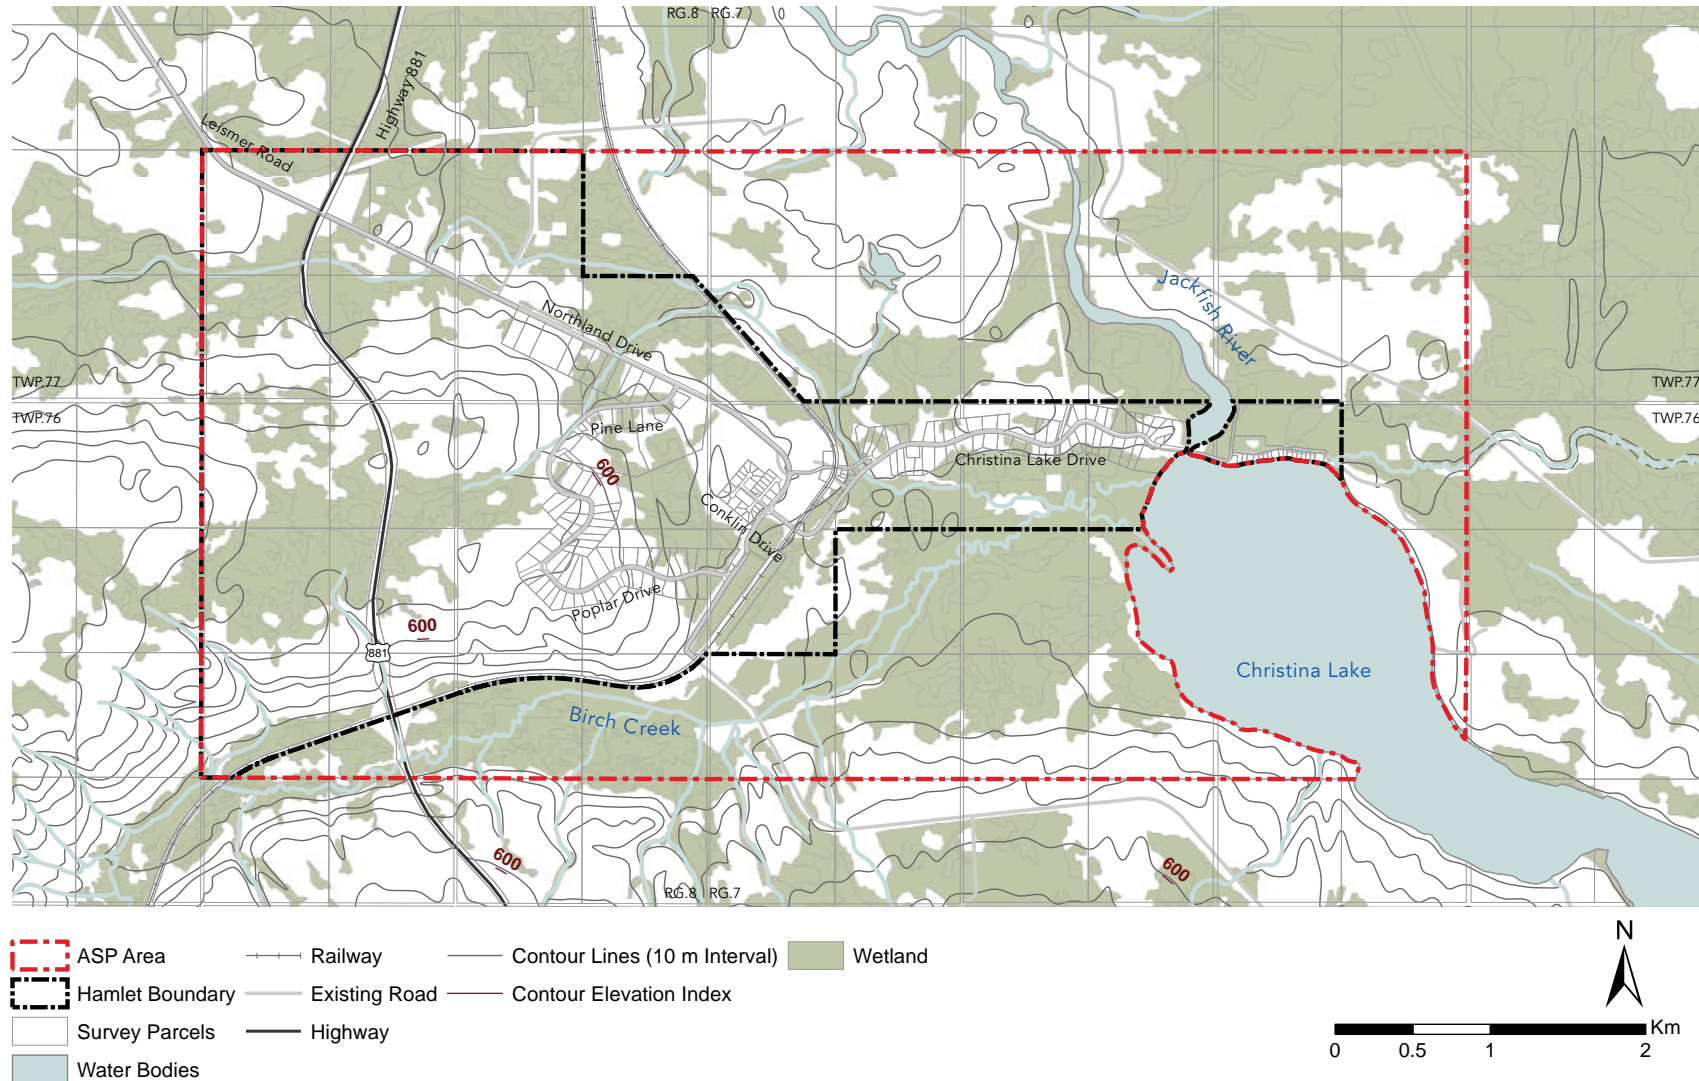 RG.8 RG.7
Highway 881
Leismer Road
Jackfish River
Northland Drive
TWP.77
TWP.77
TWP.76
TWP.76
Pine Lane
Christina Lake Drive
600
Conklin Drive
Poplar Drive
600
881
Christina Lake
Birch Creek
600
600
RG.8 RG.7
N
ASP Area
Railway
Contour Lines (10 m Interval)
Wetland
Hamlet Boundary
Existing Road
Contour Elevation Index
Survey Parcels
Highway
Water Bodies
Km
0 0.5 1 2